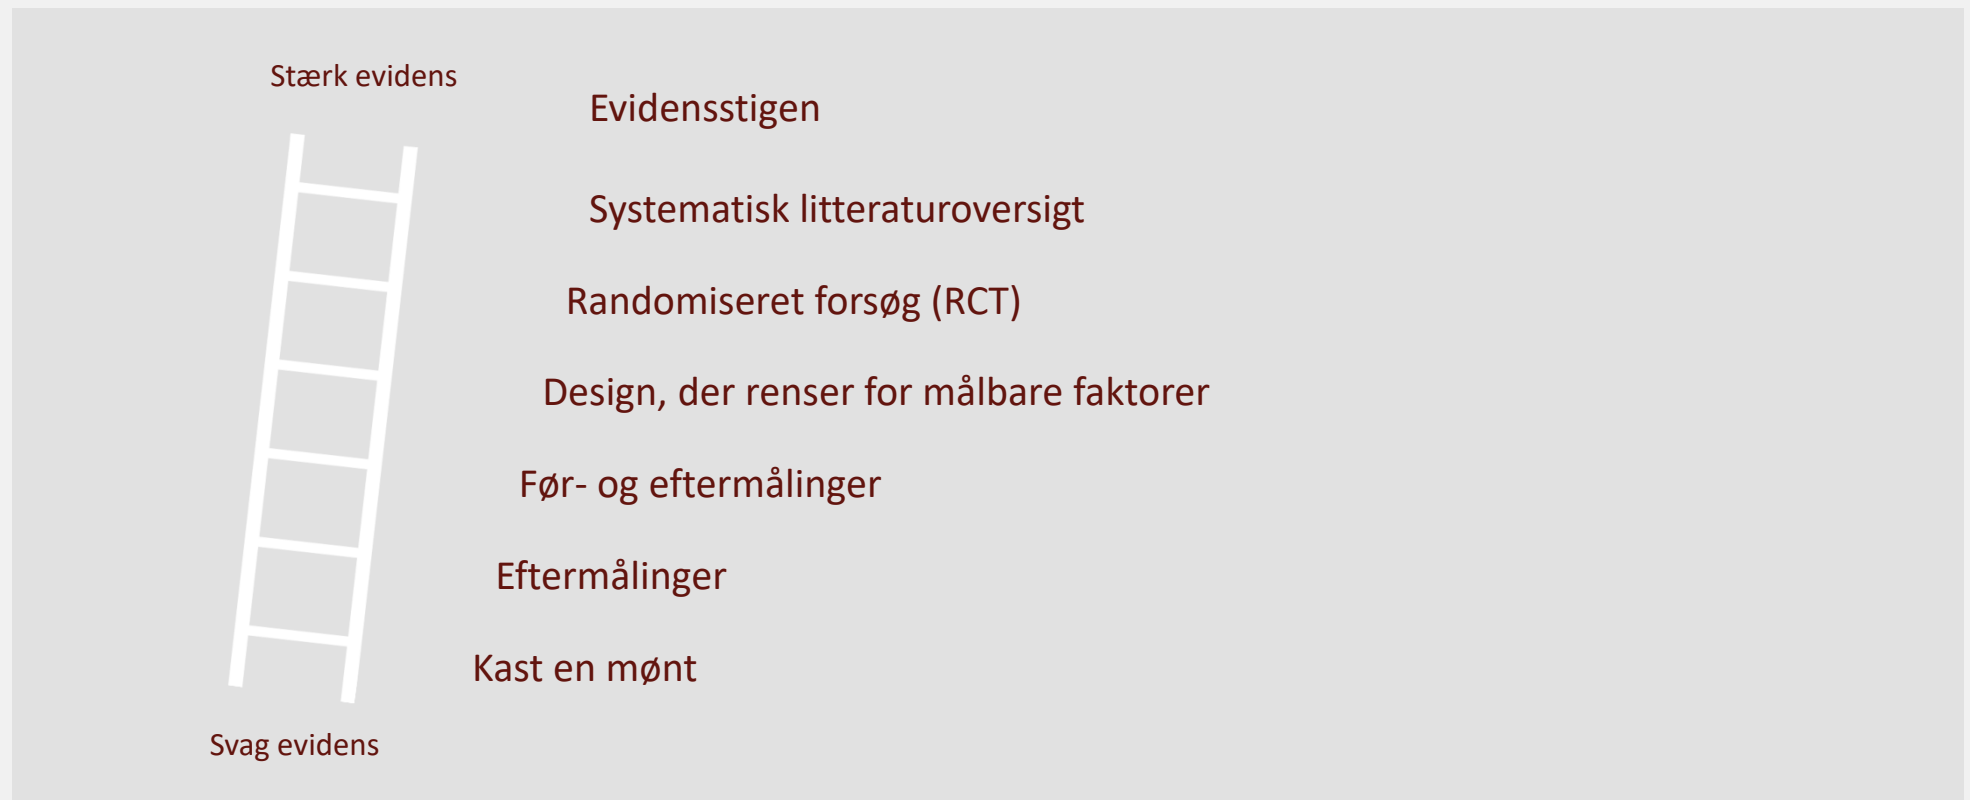 Stærk evidens
Evidensstigen
Systematisk litteraturoversigt
Randomiseret forsøg (RCT)
Design, der renser for målbare faktorer
Før- og eftermålinger
Eftermålinger
Kast en mønt
Svag evidens